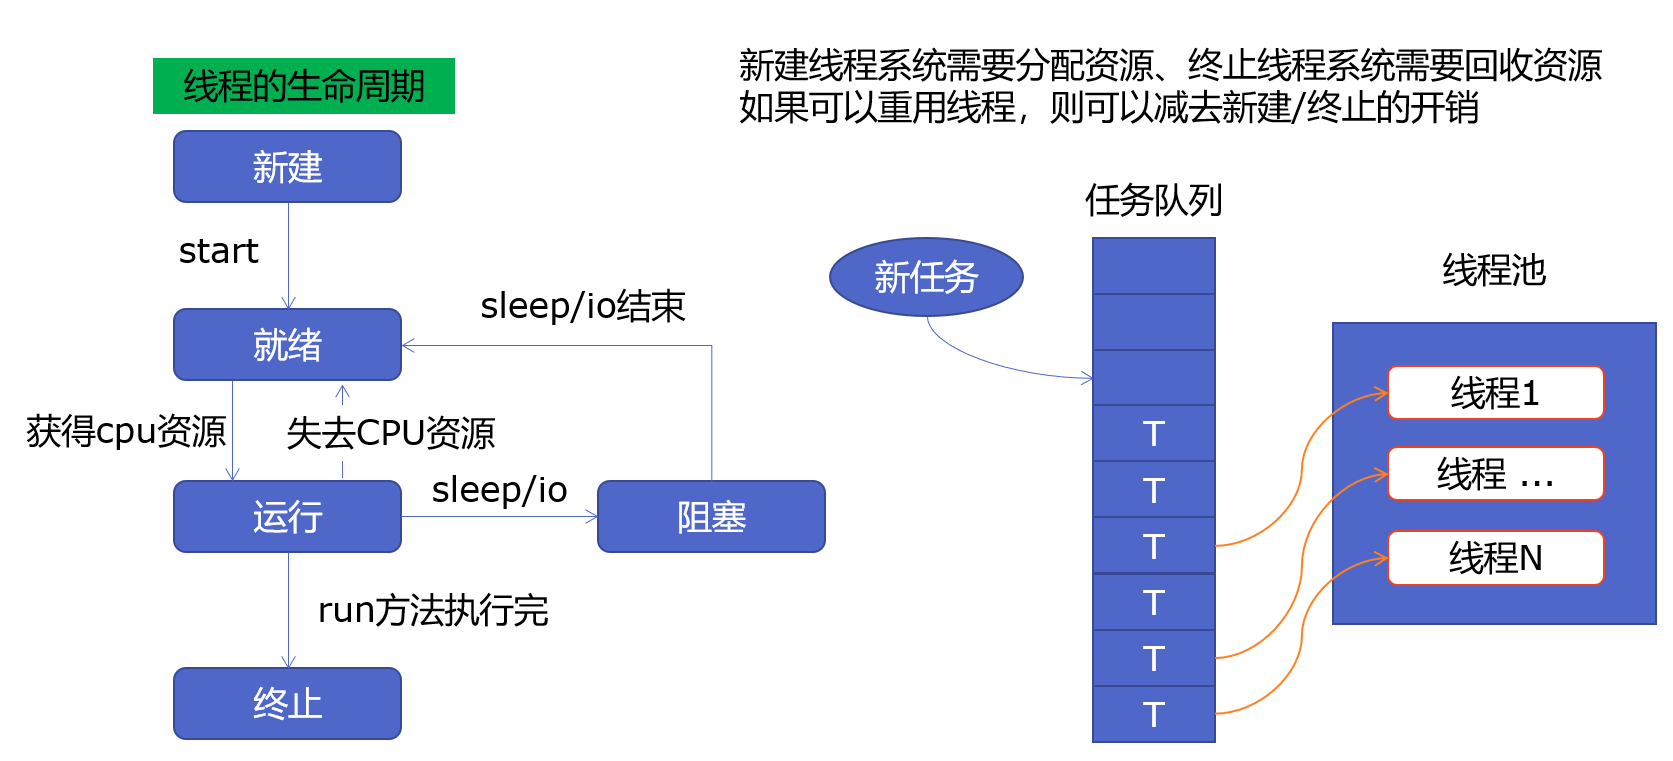 线程的生命周期
新建
start
就绪
sleep/io结束
获得cpu资源
失去CPU资源
运行
sleep/io
阻塞
run方法执行完
终止
新建线程系统需要分配资源、终止线程系统需要回收资源
如果可以重用线程，则可以减去新建/终止的开销
任务队列
新任务
T
T
T
T
T
T
线程池
线程1
线程 ...
线程N